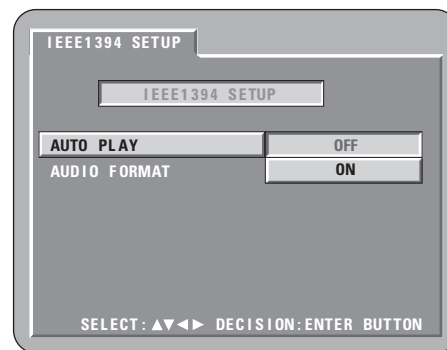 IEEE1394 SETUP
IEEE1394 SETUP
AUTO PLAY OFF
AUDIO FORMAT ON
SELECT:▲▼◄► DECISION:ENTER BUTTON